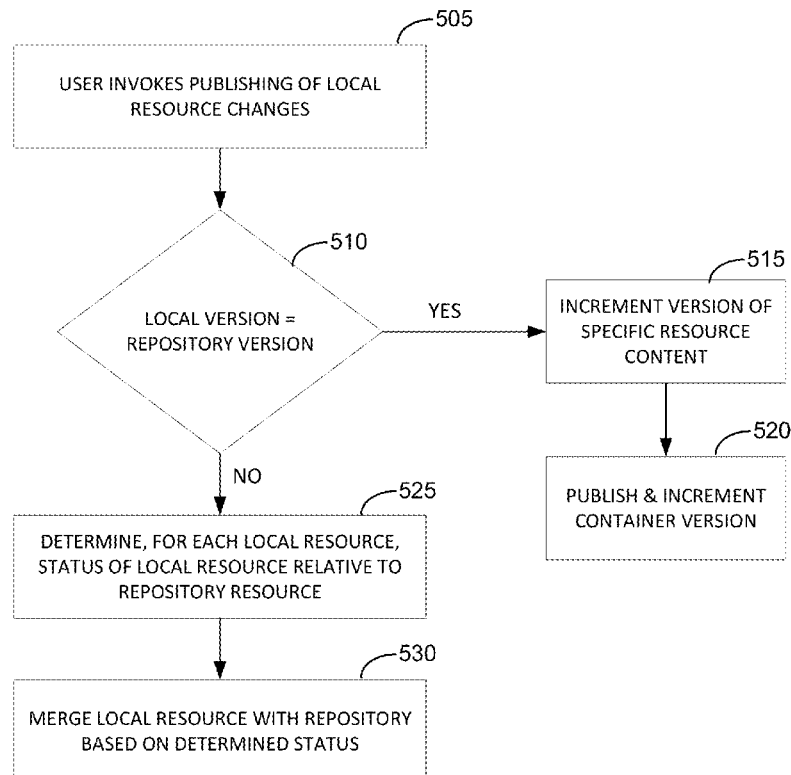 505
USER INVOKES PUBLISHING OF LOCAL
RESOURCE CHANGES
510
LOCAL VERSION =
REPOSITORY VERSION
YES
515
INCREMENT VERSION OF
SPECIFIC RESOURCE
CONTENT
520
PUBLISH & INCREMENT
CONTAINER VERSION
NO
525
DETERMINE, FOR EACH LOCAL RESOURCE,
STATUS OF LOCAL RESOURCE RELATIVE TO
REPOSITORY RESOURCE
530
MERGE LOCAL RESOURCE WITH REPOSITORY
BASED ON DETERMINED STATUS